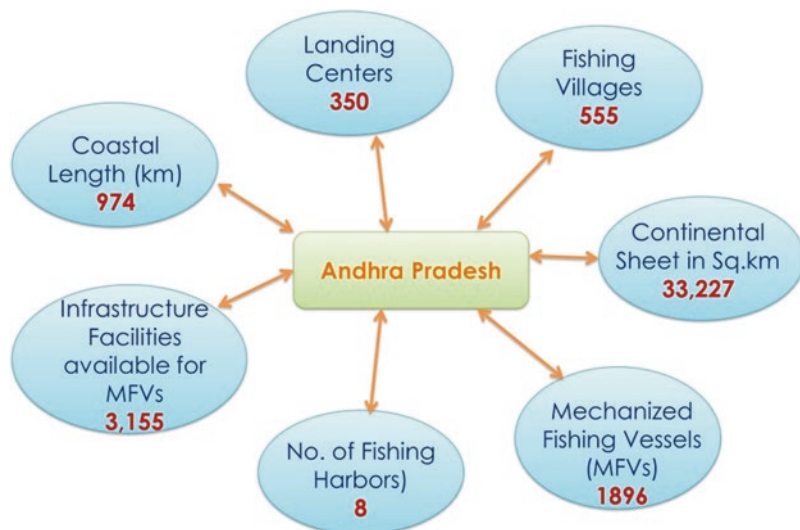 Landing
Centers
350
Fishing
Villages
555
Coastal
Length (km)
974
Continental
Sheet in Sq.km
33,227
Andhra Pradesh
Infrastructure
Facilities
available for
MFVs
3,155
No. of Fishing
Harbors)
8
Mechanized
Fishing Vessels
(MFVs)
1896